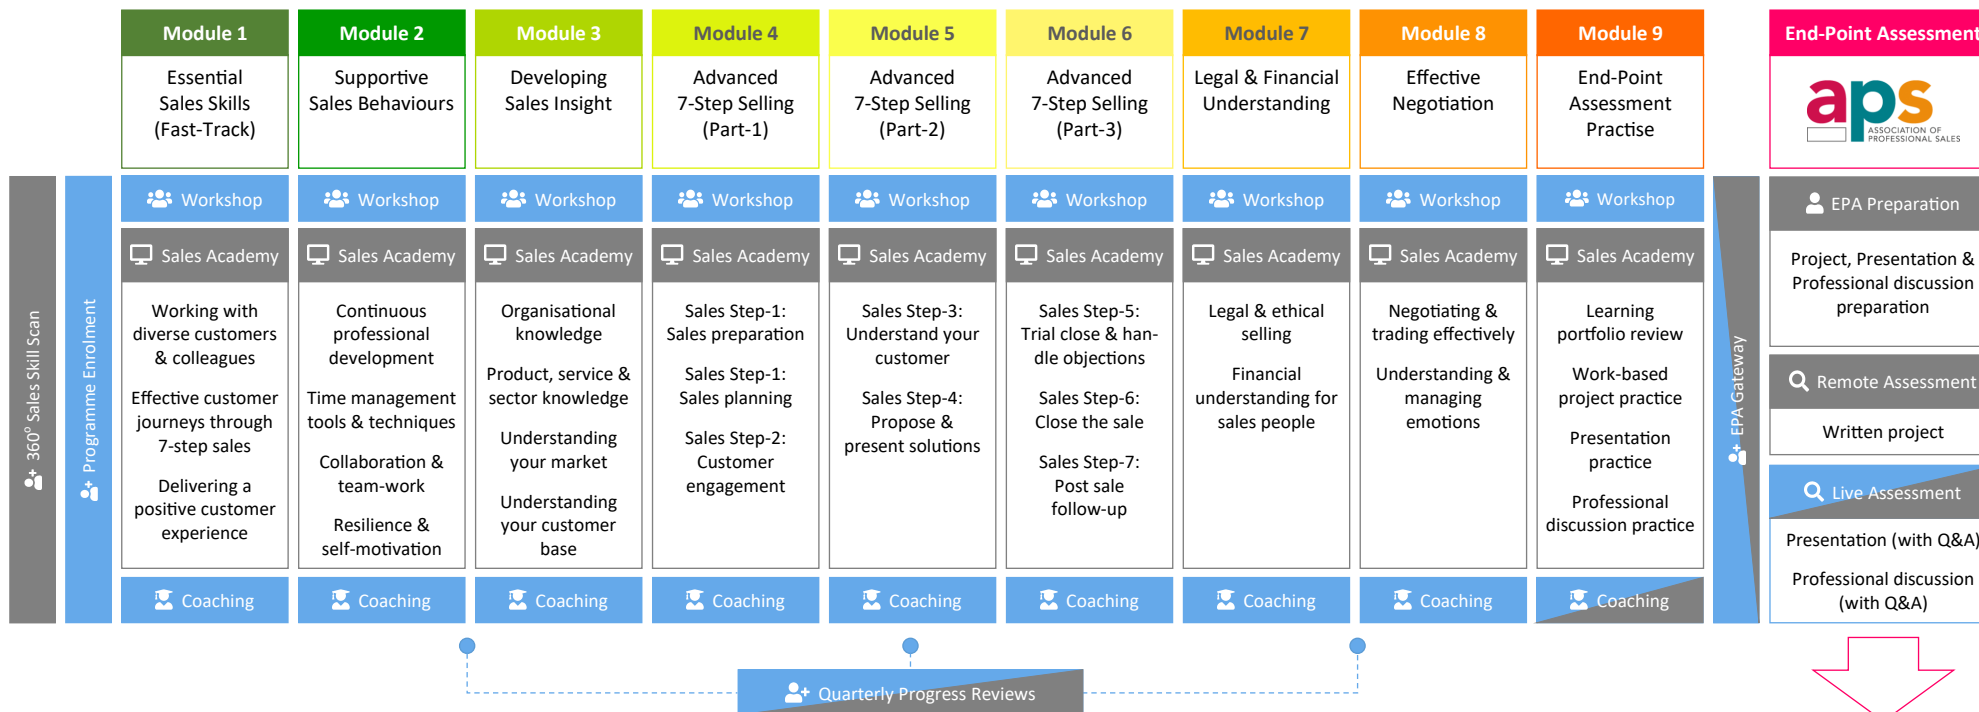 360° Sales Skill Scan
Programme Enrolment
Module 1
Essential
Sales Skills
(Fast-Track)
Workshop
Sales Academy
Working with
diverse customers
& colleagues
Effective customer
journeys through
7-step sales
Delivering a
positive customer
experience
Coaching
Module 2
Supportive
Sales Behaviours
Workshop
Sales Academy
Continuous
professional
development
Time management
tools & techniques
Collaboration &
team-work
Resilience &
self-motivation
Coaching
Module 3
Developing
Sales Insight
Workshop
Sales Academy
Organisational
knowledge
Product, service &
sector knowledge
Understanding
your market
Understanding
your customer
base
Coaching
Module 4
Advanced
7-Step Selling
(Part-1)
Workshop
Sales Academy
Sales Step-1:
Sales preparation
Sales Step-1:
Sales planning
Sales Step-2:
Customer
engagement
Coaching
Module 5
Advanced
7-Step Selling
(Part-2)
Workshop
Sales Academy
Sales Step-3:
Understand your
customer
Sales Step-4:
Propose &
present solutions
Coaching
Module 6
Advanced
7-Step Selling
(Part-3)
Workshop
Sales Academy
Sales Step-5:
Trial close & han-
dle objections
Sales Step-6:
Close the sale
Sales Step-7:
Post sale
follow-up
Coaching
Module 7
Legal & Financial
Understanding
Workshop
Sales Academy
Legal & ethical
selling
Financial
understanding for
sales people
Coaching
Module 8
Effective
Negotiation
Workshop
Sales Academy
Negotiating &
trading effectively
Understanding &
managing
emotions
Coaching
Module 9
End-Point
Assessment
Practise
Workshop
Sales Academy
Learning
portfolio review
Work-based
project practice
Presentation
practice
Professional
discussion practice
Coaching
Quarterly Progress Reviews
EPA Gateway
End-Point Assessment
aps
ASSOCIATION OF
PROFESSIONAL SALES
EPA Preparation
Project, Presentation &
Professional discussion
preparation
Remote Assessment
Written project
Live Assessment
Presentation (with Q&A)
Professional discussion
(with Q&A)